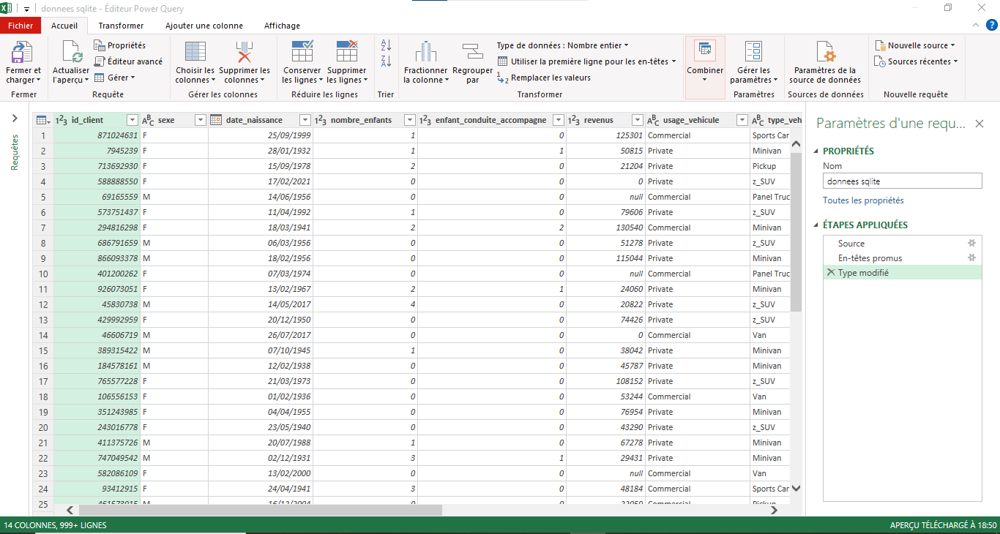 donnees sqlite - Éditeur Power Query
Fichier Accueil Transformer Ajouter une colonne Affichage
Fermer et charger
Fermer
Actualiser l'aperçu
Propriétés
Éditeur avancé
Gérer
Requête
Choisir les colonnes
Supprimer les colonnes
Gérer les colonnes
Conserver les lignes
Supprimer les lignes
Réduire les lignes
Trier
Fractionner la colonne
Regrouper par
Type de données : Nombre entier
Utiliser la première ligne pour les en-têtes
Remplacer les valeurs
Transformer
Combiner
Gérer les paramètres
Paramètres
Paramètres de la source de données
Sources de données
Nouvelle source
Sources récentes
Nouvelle requête
Requêtes
id_client sexe date_naissance nombre_enfants enfant_conduite_accompagne revenus usage_vehicule type_veh
1 871024631 F 25/09/1999 1 0 125301 Commercial Sports Car
2 7945239 F 28/01/1932 1 1 50815 Private Minivan
3 713692930 F 15/09/1978 2 0 21204 Private Pickup
4 588888550 F 17/02/2021 0 0 0 Private z_SUV
5 69165559 M 14/06/1956 0 0 null Commercial Panel Truc
6 573751437 F 11/04/1992 1 0 79606 Private z_SUV
7 294816298 F 18/03/1941 2 2 130540 Commercial Minivan
8 686791659 M 06/03/1956 0 0 51278 Private z_SUV
9 866093378 M 18/02/1956 0 0 115044 Private Minivan
10 401200262 F 07/03/1974 0 0 null Commercial Panel Truc
11 926073051 F 13/02/1967 2 1 24060 Private Minivan
12 45830738 M 14/05/2017 4 0 20822 Private z_SUV
13 429992959 F 20/12/1950 0 0 74426 Private z_SUV
14 46606719 M 26/07/2017 0 0 0 Commercial Van
15 389315422 M 07/10/1945 1 0 38042 Private Minivan
16 184578161 M 12/02/1938 0 0 45787 Private Minivan
17 765577228 F 21/03/1973 0 0 108152 Private z_SUV
18 106556153 F 01/02/1936 0 0 53244 Commercial Van
19 351243985 F 04/04/1955 0 0 76954 Private Minivan
20 243016778 F 23/05/1940 0 0 43290 Private z_SUV
21 411375726 M 20/07/1988 1 0 67278 Private Minivan
22 747049542 M 02/12/1931 3 1 29431 Private Minivan
23 582086109 F 13/02/2000 0 0 null Commercial Van
24 93412915 F 24/04/1941 3 0 48184 Commercial Sports Car
25
Paramètres d'une requ...
PROPRIÉTÉS
Nom
donnees sqlite
Toutes les propriétés
ÉTAPES APPLIQUÉES
Source
En-têtes promus
Type modifié
14 COLONNES, 999+ LIGNES
APERÇU TÉLÉCHARGÉ À 18:50